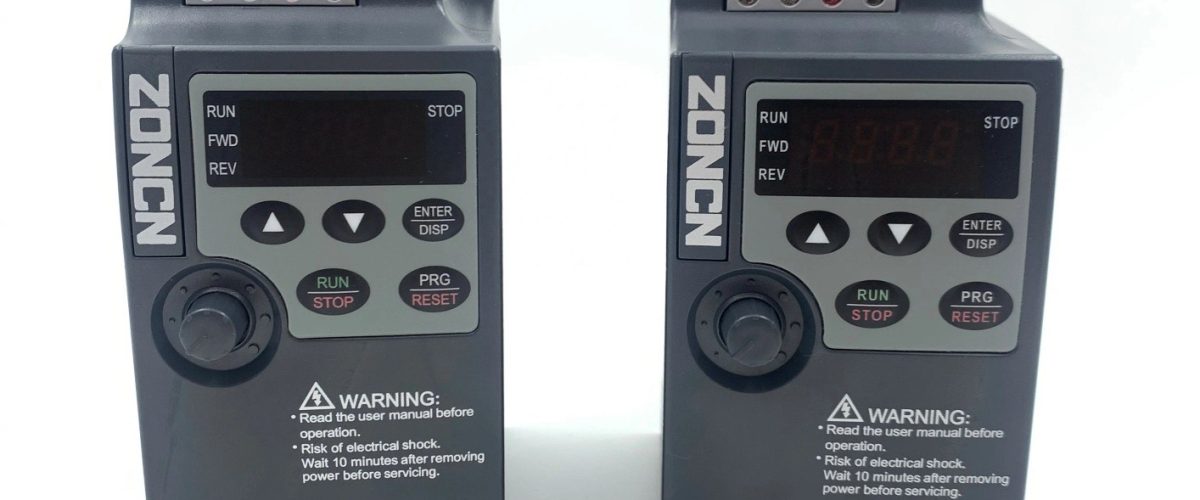 ZONCN
RUN
STOP
FWD
REV
ENTER
DISP
RUN
STOP
PRG
RESET
WARNING:
• Read the user manual before
operation.
• Risk of electrical shock.
Wait 10 minutes after removing
power before servicing.
ZONCN
RUN
STOP
FWD
REV
ENTER
DISP
RUN
STOP
PRG
RESET
WARNING:
• Read the user manual before
operation.
• Risk of electrical shock.
Wait 10 minutes after removing
power before servicing.